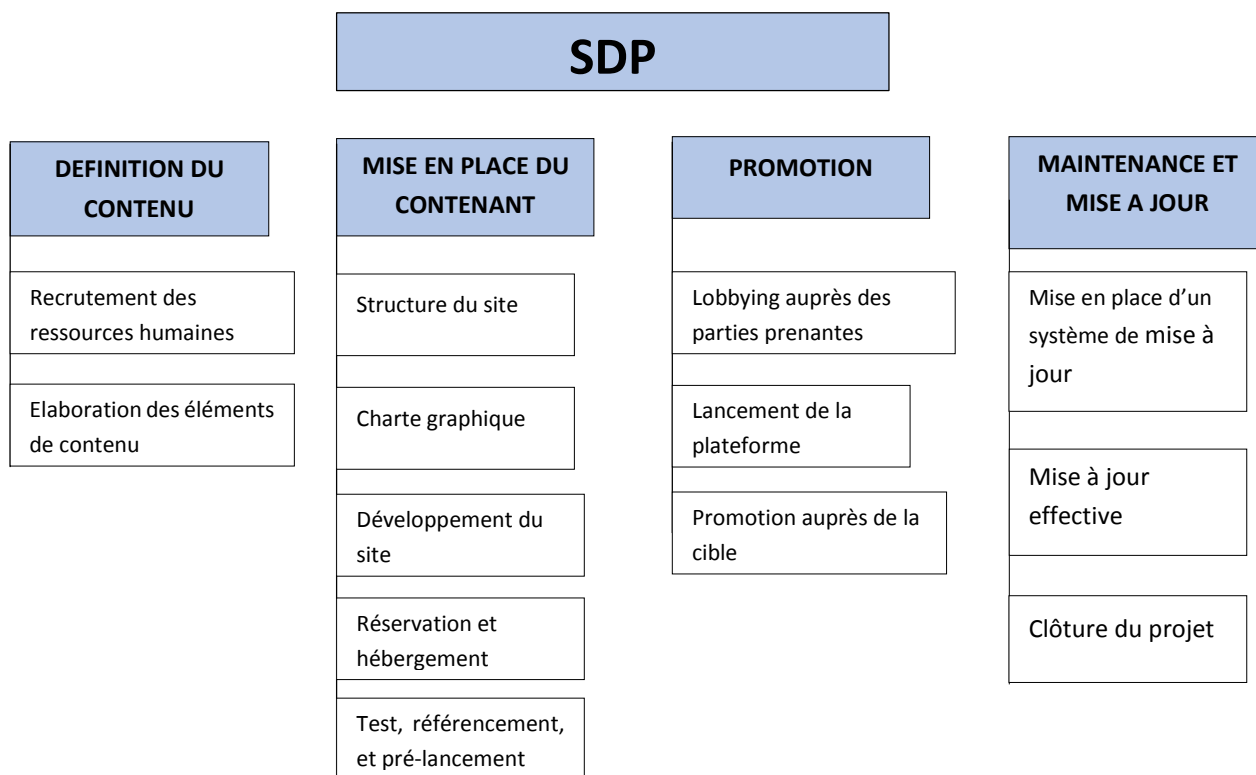 SDP
DEFINITION DU
CONTENU
Recrutement des
ressources humaines
Elaboration des éléments
de contenu
MISE EN PLACE DU
CONTENANT
Structure du site
Charte graphique
Développement du
site
Réservation et
hébergement
Test, référencement,
et pré-lancement
PROMOTION
Lobbying auprès des
parties prenantes
Lancement de la
plateforme
Promotion auprès de la
cible
MAINTENANCE ET
MISE A JOUR
Mise en place d’un
système de mise à
jour
Mise à jour
effective
Clôture du projet